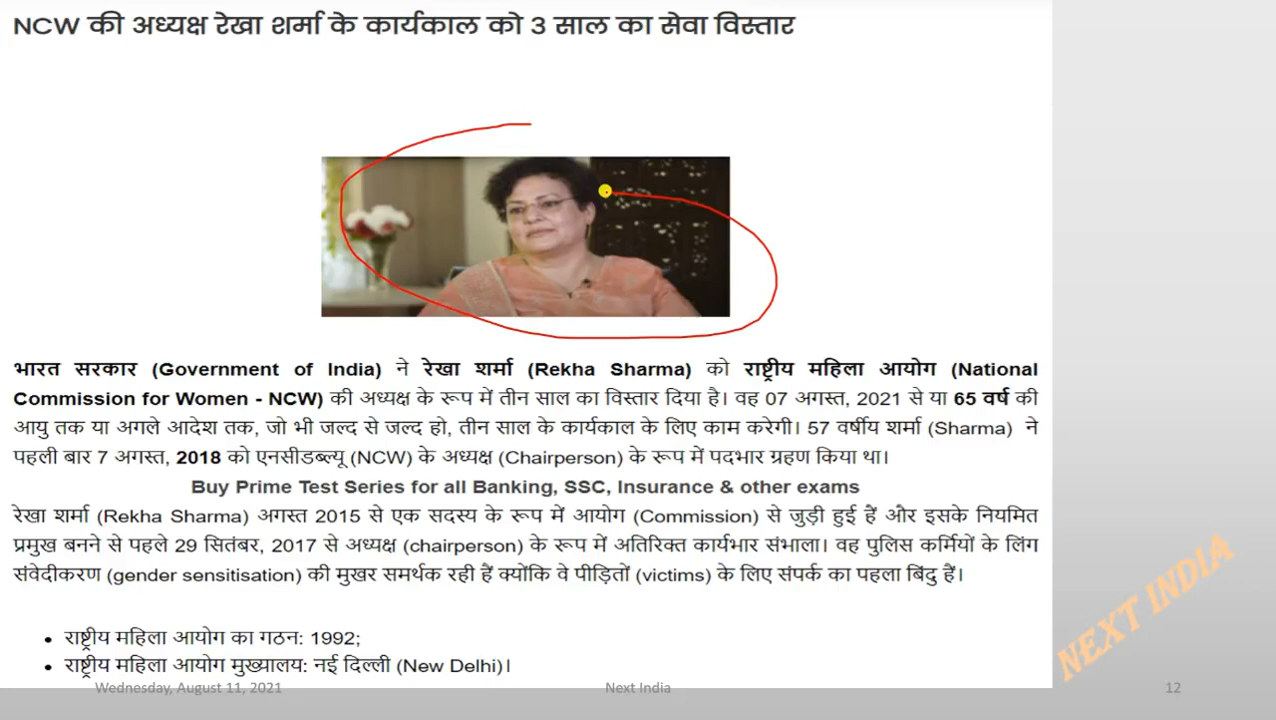 NCW की अध्यक्ष रेखा शर्मा के कार्यकाल को 3 साल का सेवा विस्तार
भारत सरकार (Government of India) ने रेखा शर्मा (Rekha Sharma) को राष्ट्रीय महिला आयोग (National
Commission for Women - NCW) की अध्यक्ष के रूप में तीन साल का विस्तार दिया है। वह 07 अगस्त, 2021 से या 65 वर्ष की
आयु तक या अगले आदेश तक, जो भी जल्द से जल्द हो, तीन साल के कार्यकाल के लिए काम करेगी। 57 वर्षीय शर्मा (Sharma) ने
पहली बार 7 अगस्त, 2018 को एनसीडब्ल्यू (NCW) के अध्यक्ष (Chairperson) के रूप में पदभार ग्रहण किया था।
Buy Prime Test Series for all Banking, SSC, Insurance & other exams
रेखा शर्मा (Rekha Sharma) अगस्त 2015 से एक सदस्य के रूप में आयोग (Commission) से जुड़ी हुई हैं और इसके नियमित
प्रमुख बनने से पहले 29 सितंबर, 2017 से अध्यक्ष (chairperson) के रूप में अतिरिक्त कार्यभार संभाला। वह पुलिस कर्मियों के लिंग
संवेदीकरण (gender sensitisation) की मुखर समर्थक रही हैं क्योंकि वे पीड़ितों (victims) के लिए संपर्क का पहला बिंदु हैं।
• राष्ट्रीय महिला आयोग का गठन: 1992;
• राष्ट्रीय महिला आयोग मुख्यालय: नई दिल्ली (New Delhi)।
NEXT INDIA
Wednesday, August 11, 2021 Next India 12